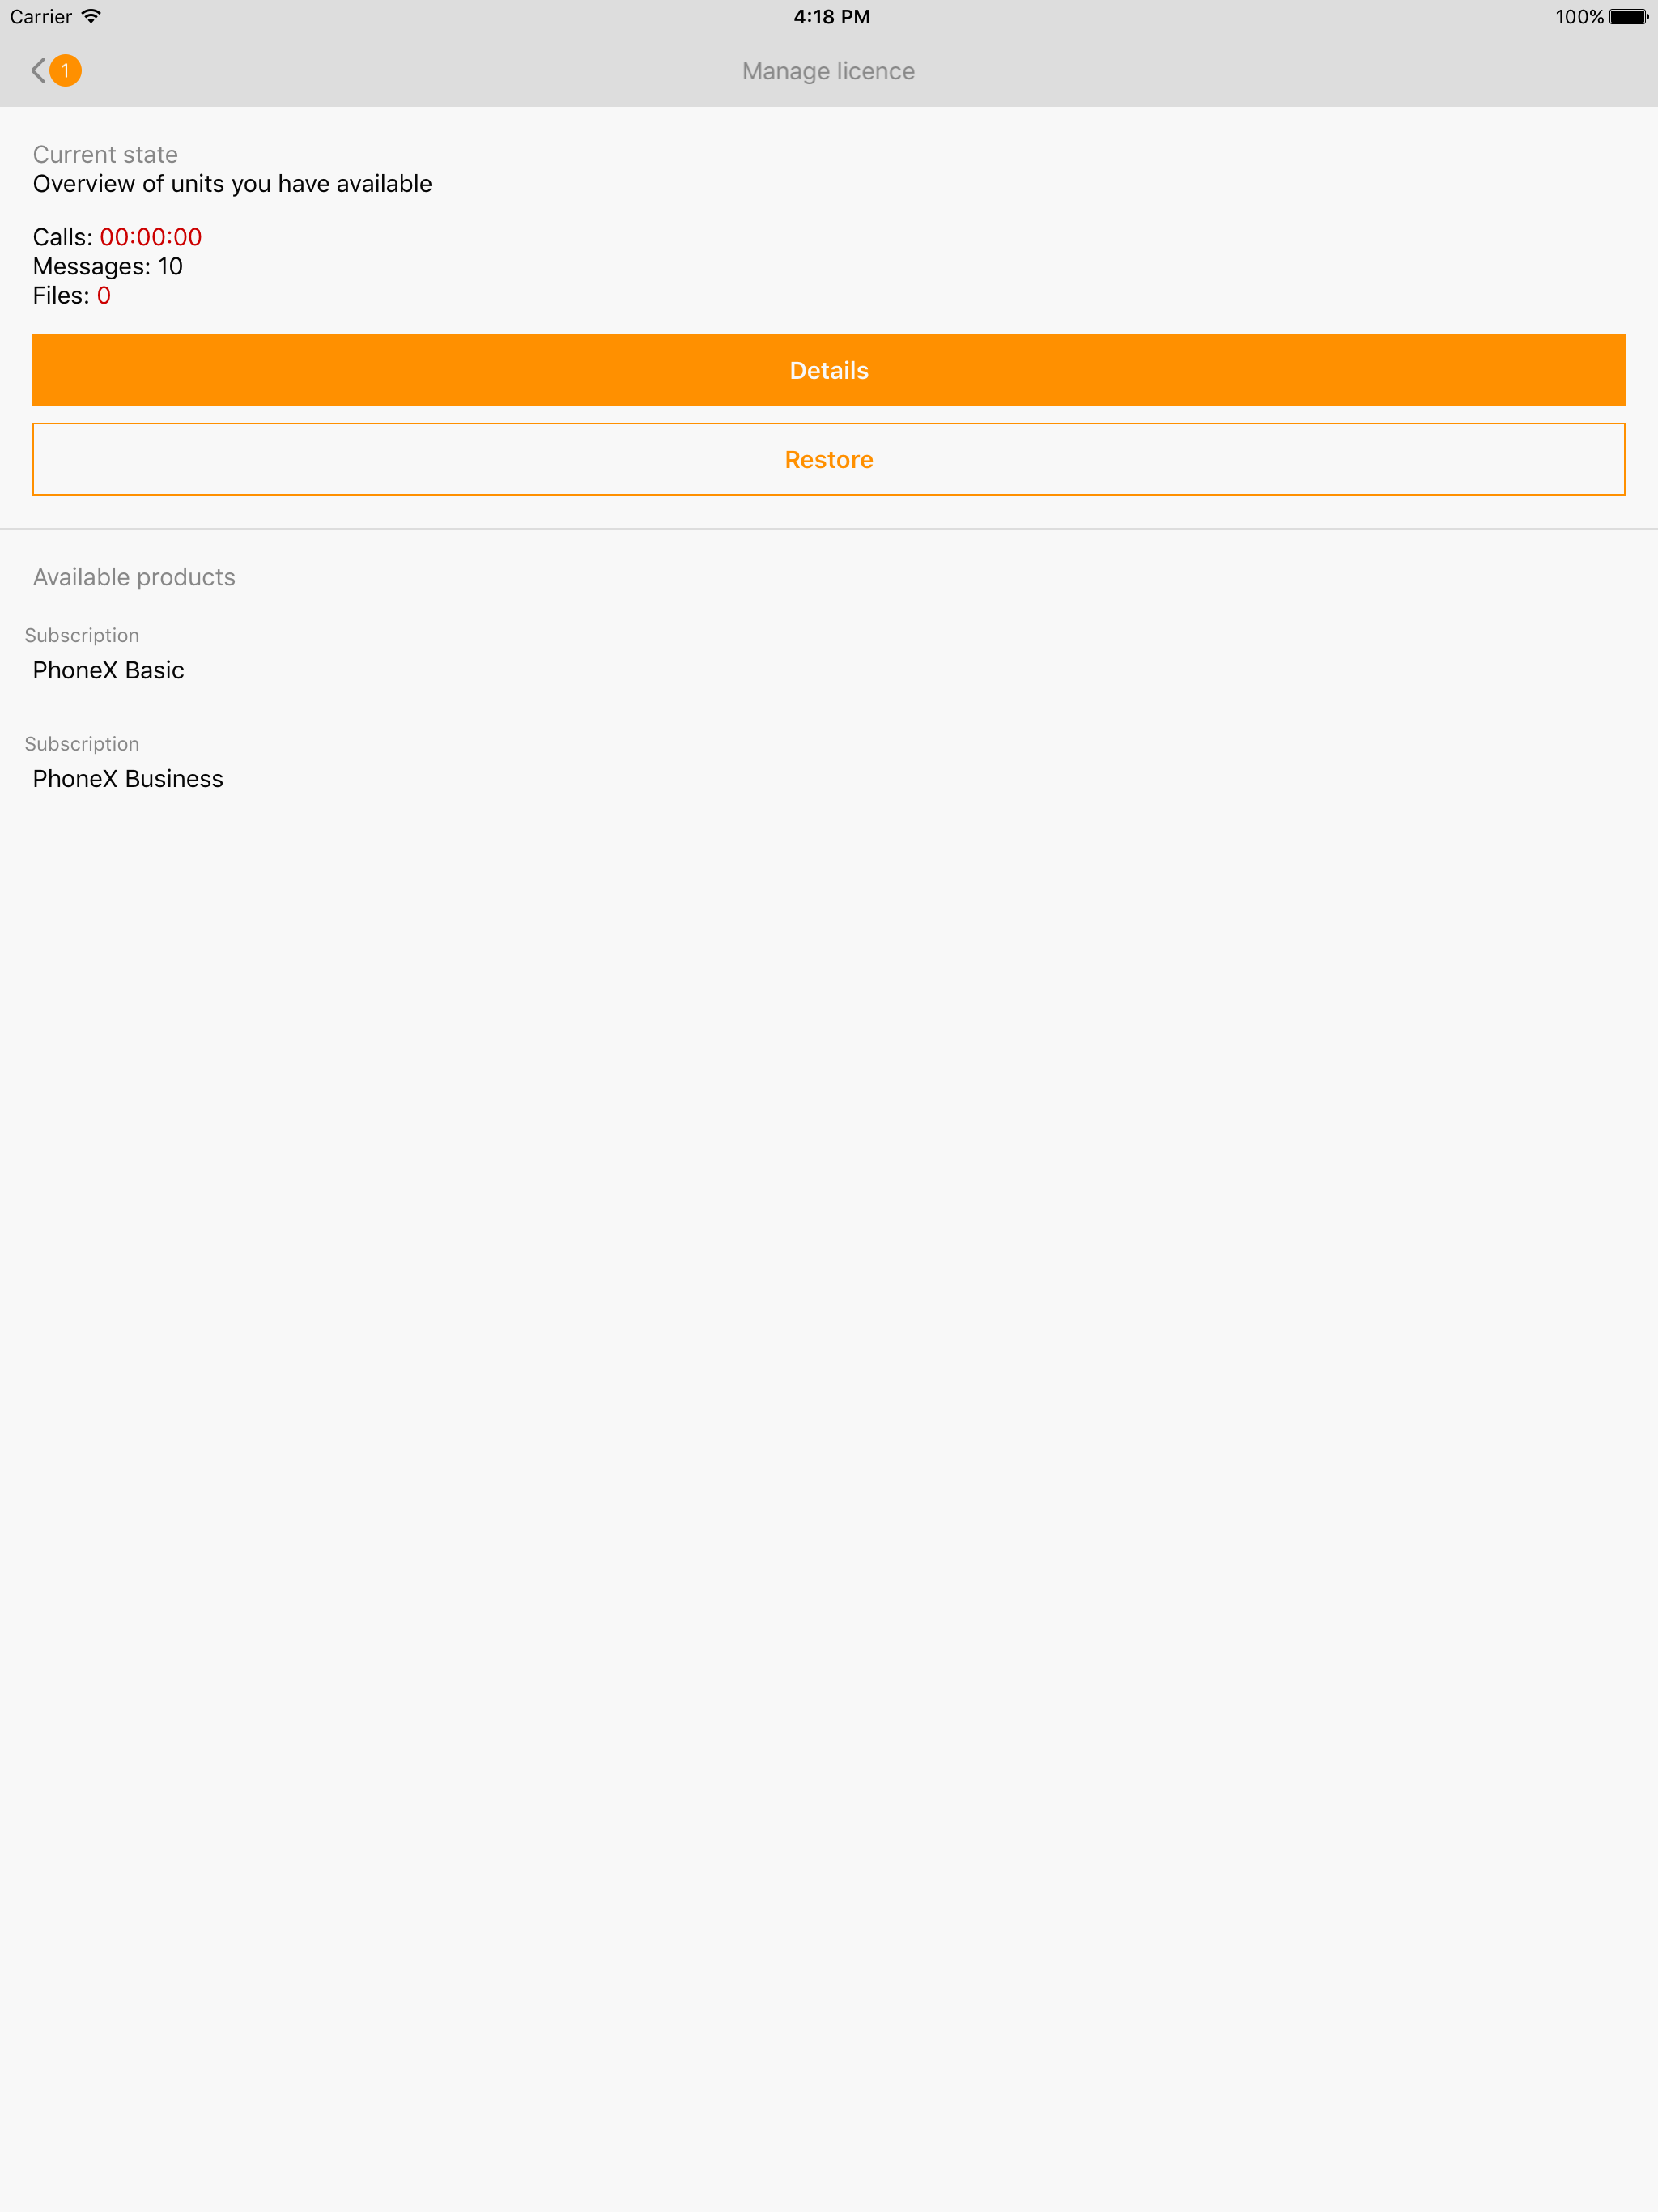 Carrier 4:18 PM 100%
1 Manage licence
Current state
Overview of units you have available
Calls: 00:00:00
Messages: 10
Files: 0
Details
Restore
Available products
Subscription
PhoneX Basic
Subscription
PhoneX Business